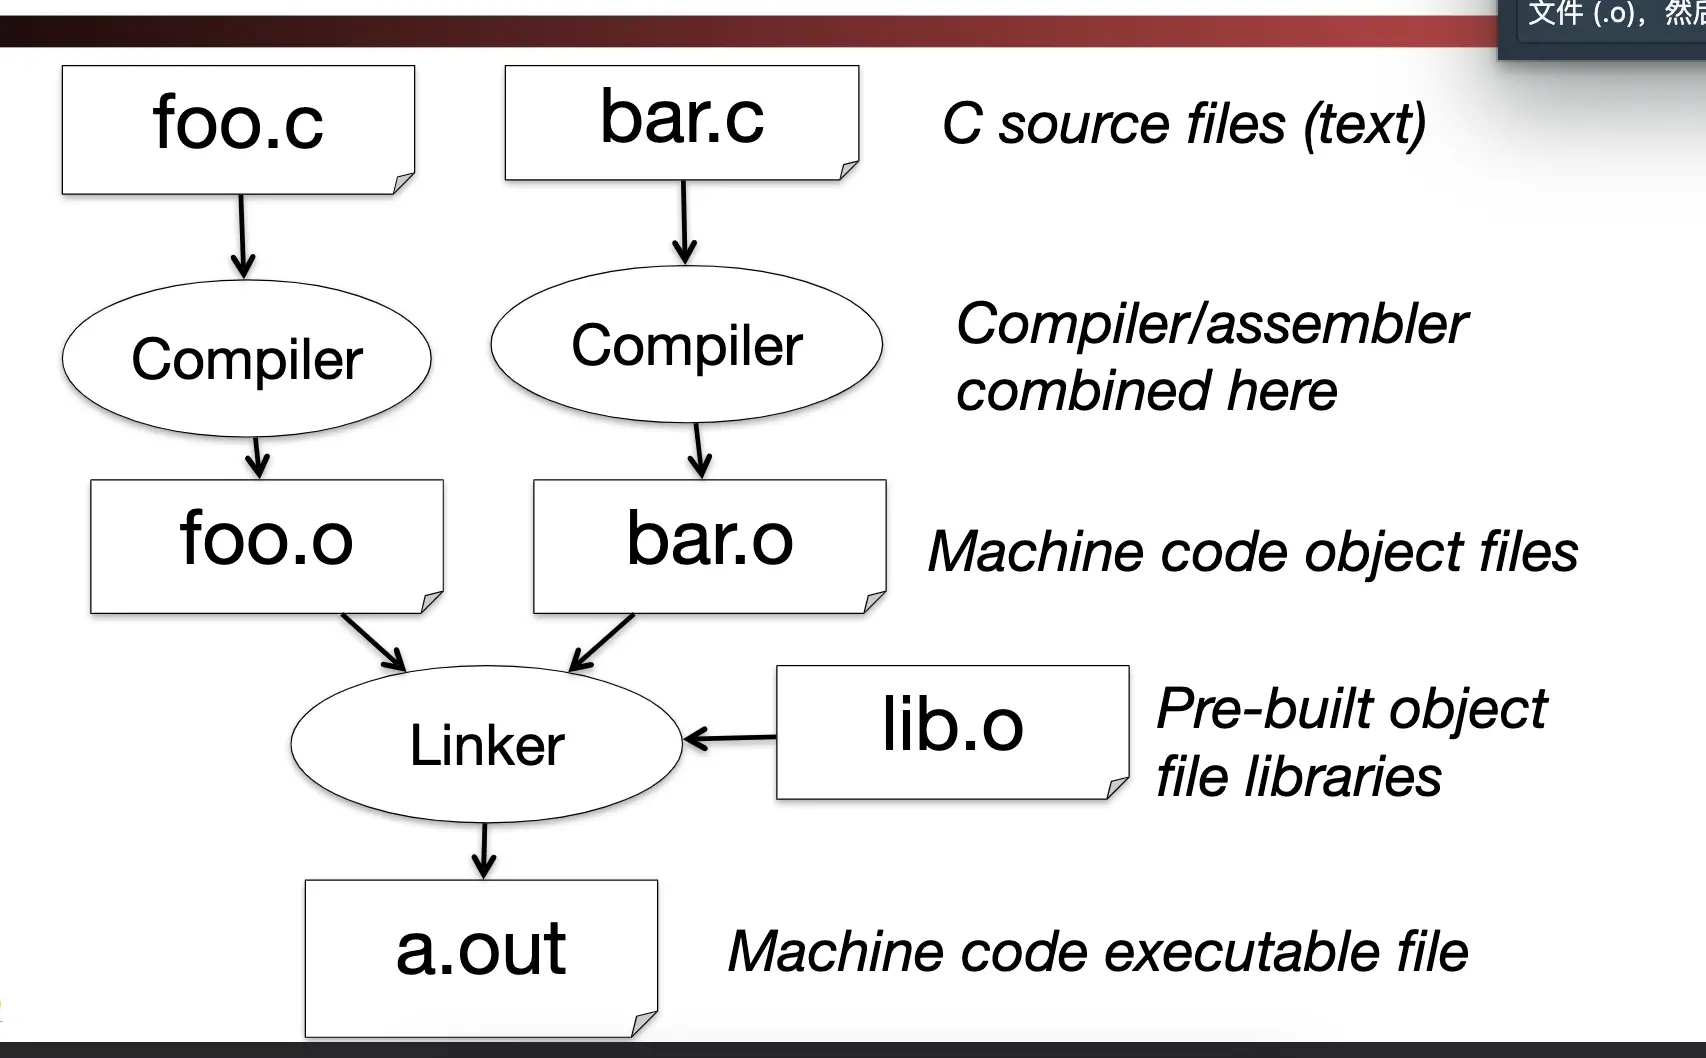 文件 (.o)，然后
foo.c
bar.c
C source files (text)
Compiler
Compiler
Compiler/assembler
combined here
foo.o
bar.o
Machine code object files
Linker
lib.o
Pre-built object
file libraries
a.out
Machine code executable file